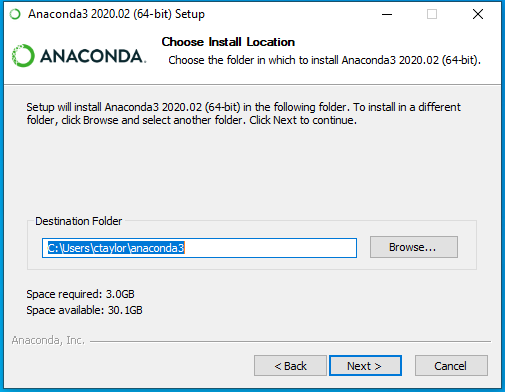 Anaconda3 2020.02 (64-bit) Setup
ANACONDA.
Choose Install Location
Choose the folder in which to install Anaconda3 2020.02 (64-bit).
Setup will install Anaconda3 2020.02 (64-bit) in the following folder. To install in a different
folder, click Browse and select another folder. Click Next to continue.
Destination Folder
C:\Users\ctaylor\anaconda3
Browse...
Space required: 3.0GB
Space available: 30.1GB
Anaconda, Inc.
< Back
Next >
Cancel